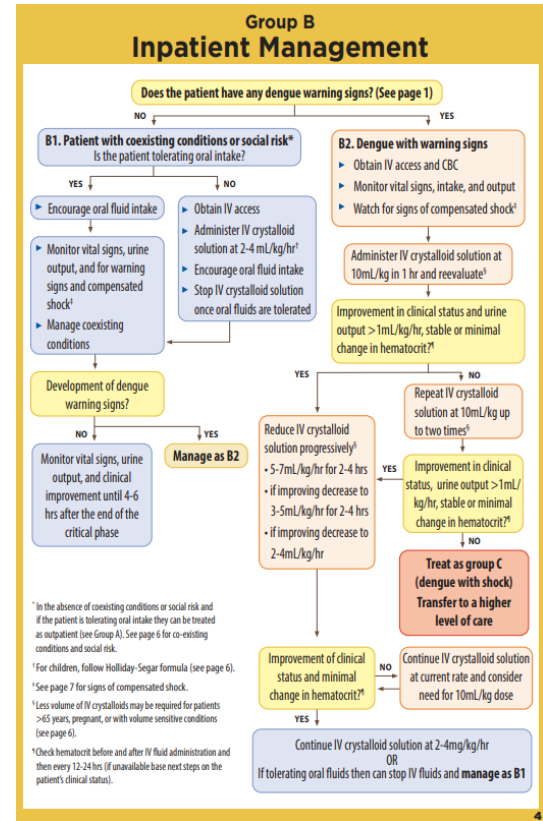 Group B
Inpatient Management
Does the patient have any dengue warning signs? (See page 1)
NO
YES
B1. Patient with coexisting conditions or social risk*
Is the patient tolerating oral intake?
YES
NO
Encourage oral fluid intake
Monitor vital signs, urine
output, and for warning
signs and compensated
shock‡
Manage coexisting
conditions
Obtain IV access
Administer IV crystalloid
solution at 2-4 mL/kg/hr†
Encourage oral fluid intake
Stop IV crystalloid solution
once oral fluids are tolerated
Development of dengue
warning signs?
NO
YES
Monitor vital signs, urine
output, and clinical
improvement until 4-6
hrs after the end of the
critical phase
Manage as B2
B2. Dengue with warning signs
Obtain IV access and CBC
Monitor vital signs, intake, and output
Watch for signs of compensated shock‡
Administer IV crystalloid solution at
10mL/kg in 1 hr and reevaluate§
Improvement in clinical status and urine
output >1mL/kg/hr, stable or minimal
change in hematocrit?¶
YES
NO
Reduce IV crystalloid
solution progressively§
• 5-7mL/kg/hr for 2-4 hrs
• if improving decrease to
3-5mL/kg/hr for 2-4 hrs
• if improving decrease to
2-4mL/kg/hr
Repeat IV crystalloid
solution at 10mL/kg up
to two times§
YES
Improvement in clinical
status, urine output >1mL/
kg/hr, stable or minimal
change in hematocrit?¶
NO
Treat as group C
(dengue with shock)
Transfer to a higher
level of care
Improvement of clinical
status and minimal
change in hematocrit?¶
NO
Continue IV crystalloid solution
at current rate and consider
need for 10mL/kg dose
YES
Continue IV crystalloid solution at 2-4mg/kg/hr
OR
If tolerating oral fluids then can stop IV fluids and manage as B1
* In the absence of coexisting conditions or social risk and
if the patient is tolerating oral intake they can be treated
as outpatient (see Group A). See page 6 for co-existing
conditions and social risk.
† For children, follow Holliday-Segar formula (see page 6).
‡ See page 7 for signs of compensated shock.
§ Less volume of IV crystalloids may be required for patients
>65 years, pregnant, or with volume sensitive conditions
(see page 6).
¶ Check hematocrit before and after IV fluid administration and
then every 12-24 hrs (if unavailable base next steps on the
patient's clinical status).
4